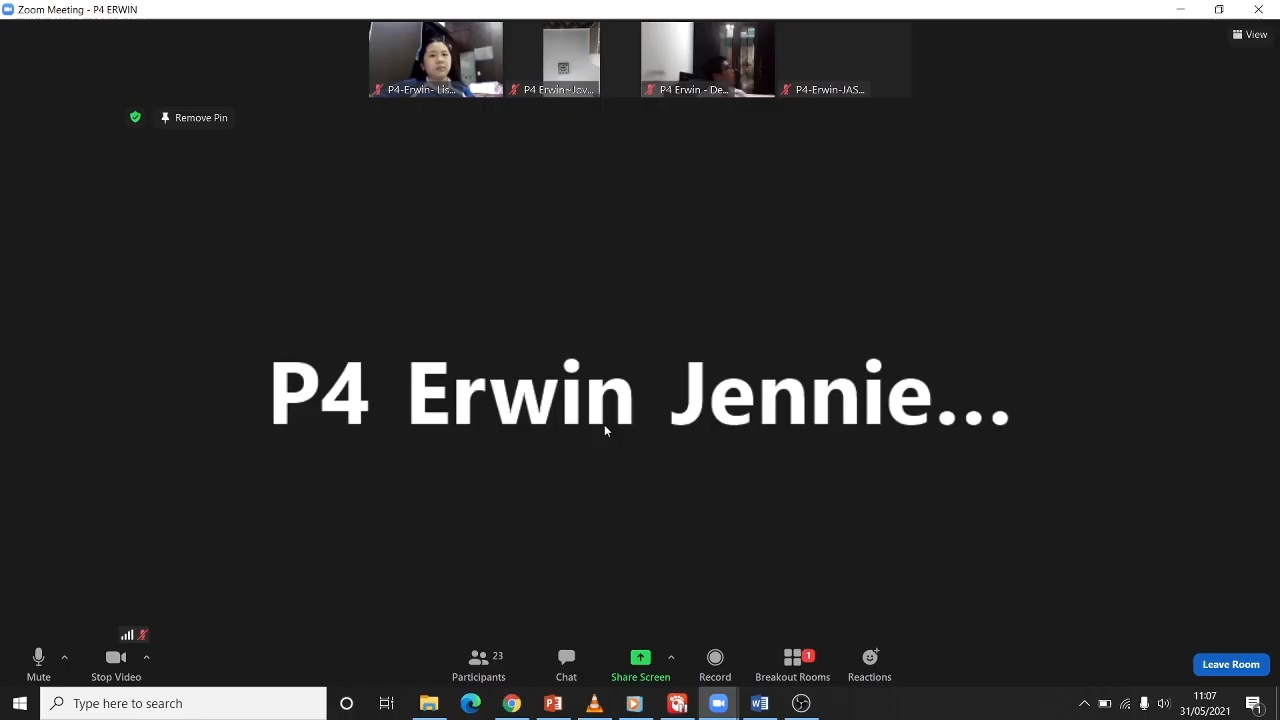 Zoom Meeting - P4 ERWIN
View
P4-Erwin- Lis...
P4 Erwin~Jov...
P4 Erwin - De...
P4-Erwin-JAS...
Remove Pin
P4 Erwin Jennie...
Mute
Stop Video
23
Participants
Chat
Share Screen
Record
1
Breakout Rooms
Reactions
Leave Room
Type here to search
11:07
31/05/2021
1